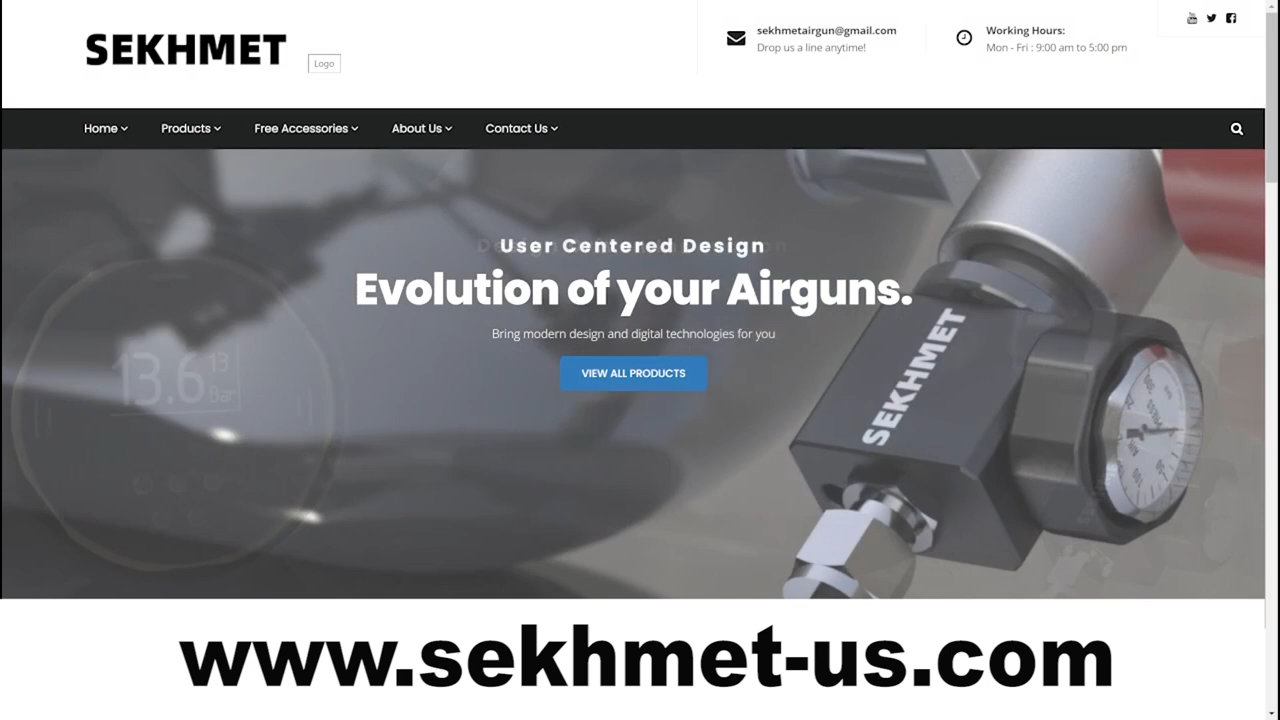 SEKHMET
Logo
sekhmetairgun@gmail.com
Drop us a line anytime!
Working Hours:
Mon - Fri : 9:00 am to 5:00 pm
Home
Products
Free Accessories
About Us
Contact Us
User Centered Design
Evolution of your Airguns.
Bring modern design and digital technologies for you
VIEW ALL PRODUCTS
13.6
13
Bar
SEKHMET
www.sekhmet-us.com